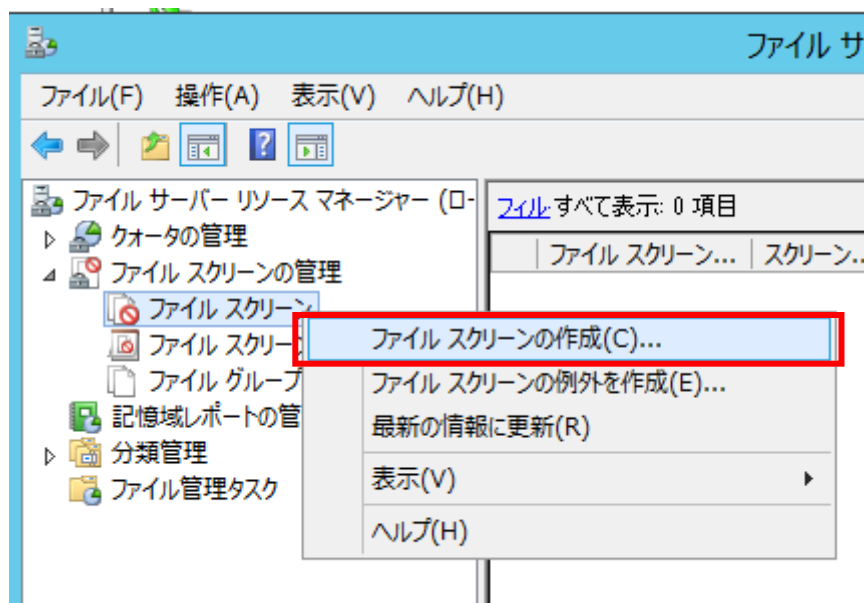 ファイル サ
ファイル(F) 操作(A) 表示(V) ヘルプ(H)
ファイル サーバー リソース マネージャー (ロ-
クォータの管理
ファイル スクリーンの管理
ファイル スクリーン
ファイル スクリーン
ファイル グループ
記憶域レポートの管
分類管理
ファイル管理タスク
フィル すべて表示: 0 項目
ファイル スクリーン... スクリーン...
ファイル スクリーンの作成(C)...
ファイル スクリーンの例外を作成(E)...
最新の情報に更新(R)
表示(V)
ヘルプ(H)